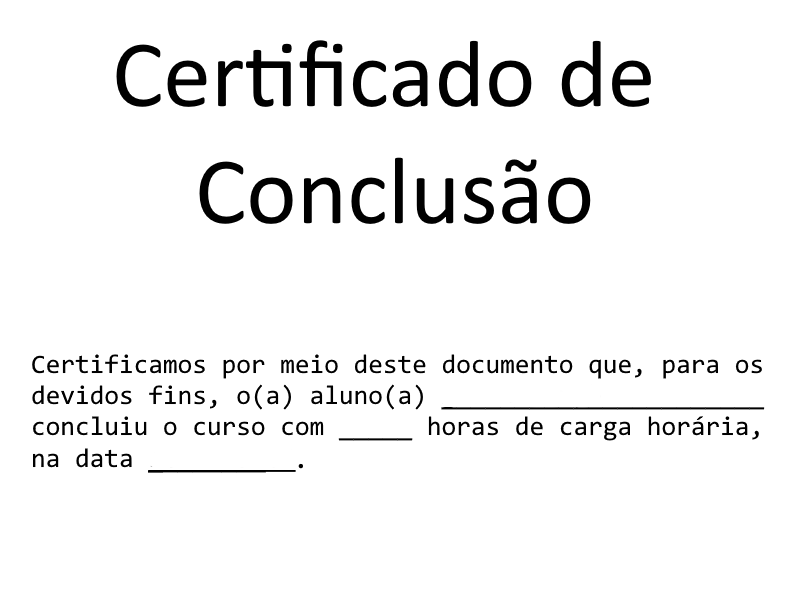 Certificado de
Conclusão
Certificamos por meio deste documento que, para os
devidos fins, o(a) aluno(a) ______________________
concluiu o curso com _____ horas de carga horária,
na data __________.